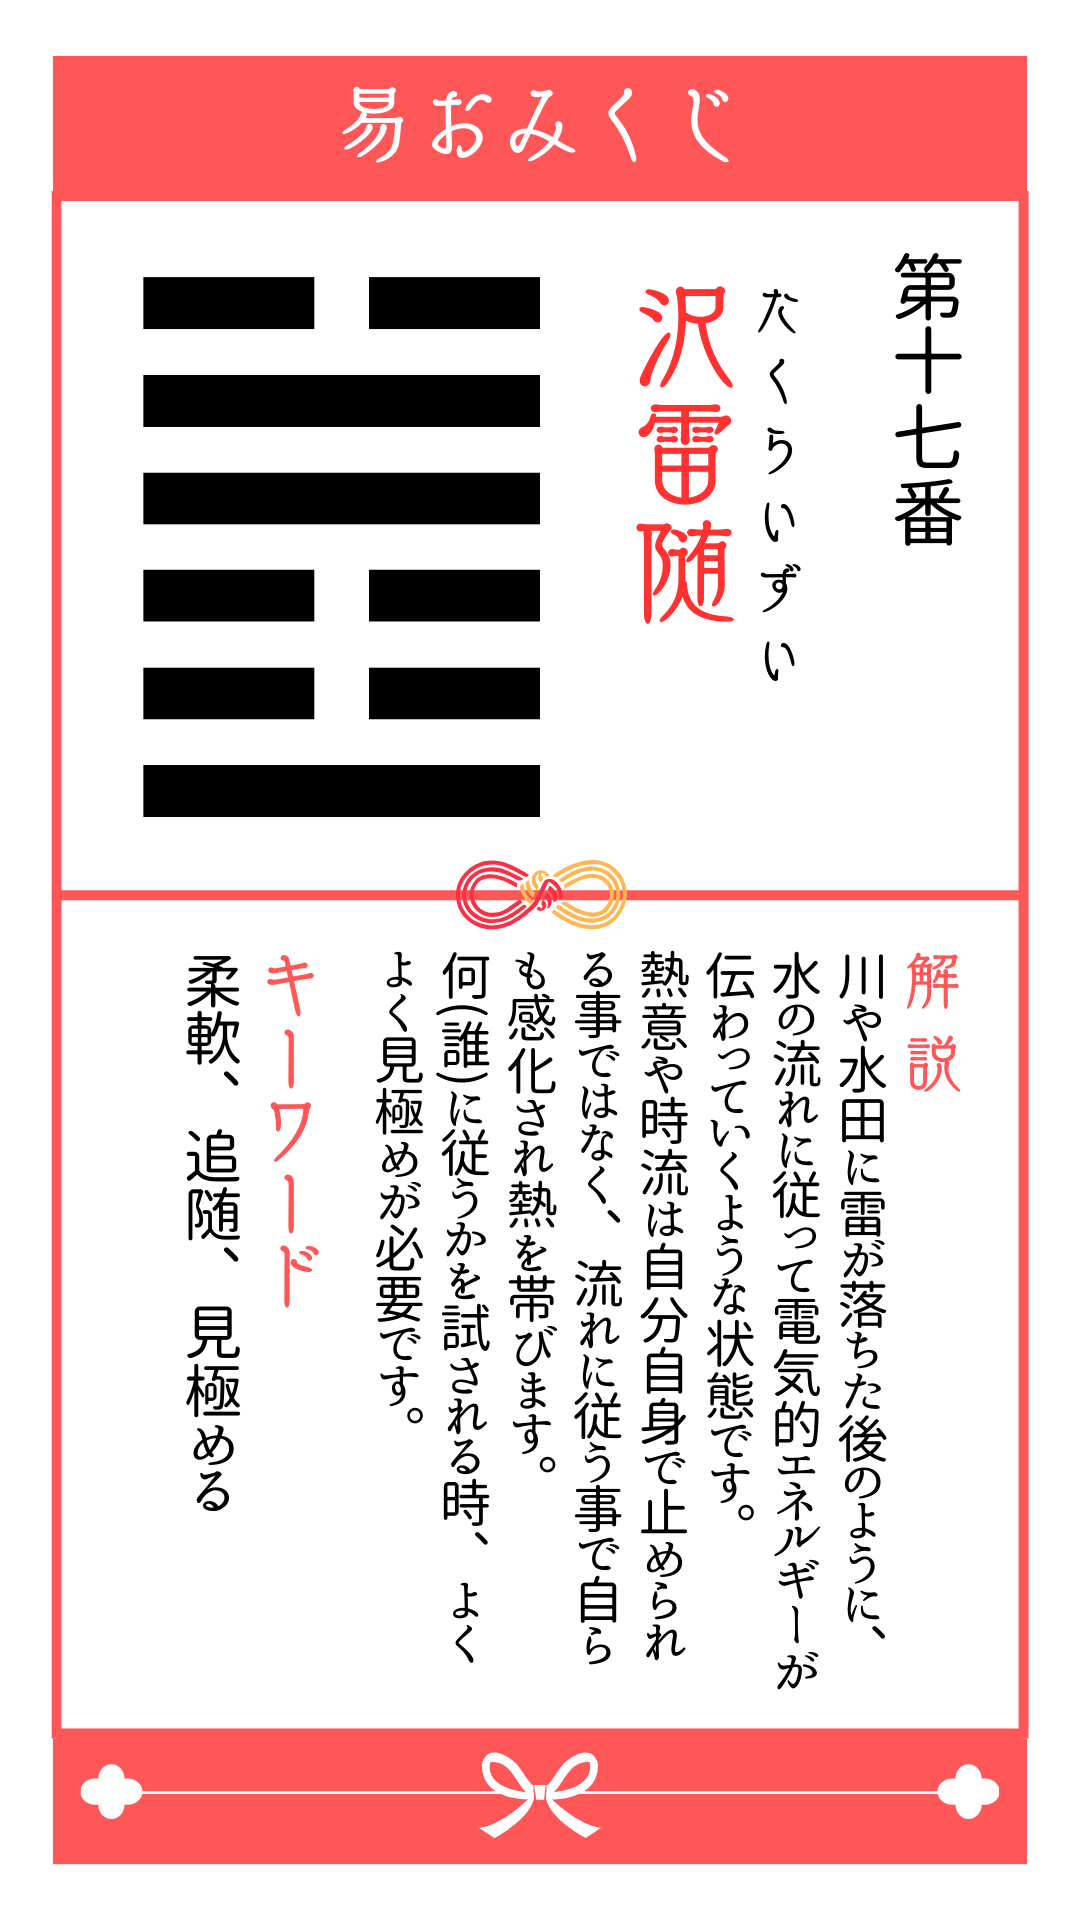 易おみくじ
第十七番
たくらいずい
沢雷随
解説
川や水田に雷が落ちた後のように、
水の流れに従って電気的エネルギーが
伝わっていくような状態です。
熱意や時流は自分自身で止められ
る事ではなく、流れに従う事で自ら
も感化され熱を帯びます。
何(誰)に従うかを試される時、よく
よく見極めが必要です。
キーワード
柔軟、追随、見極める